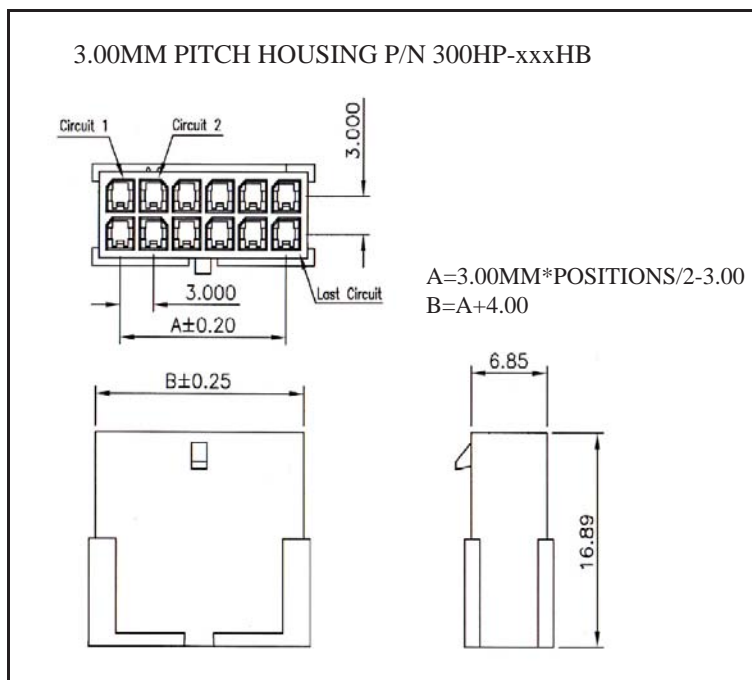 3.00MM PITCH HOUSING P/N 300HP-xxxHB
Circuit 1
Circuit 2
3.000
3.000
Last Circuit
A±0.20
A=3.00MM*POSITIONS/2-3.00
B=A+4.00
B±0.25
6.85
16.89